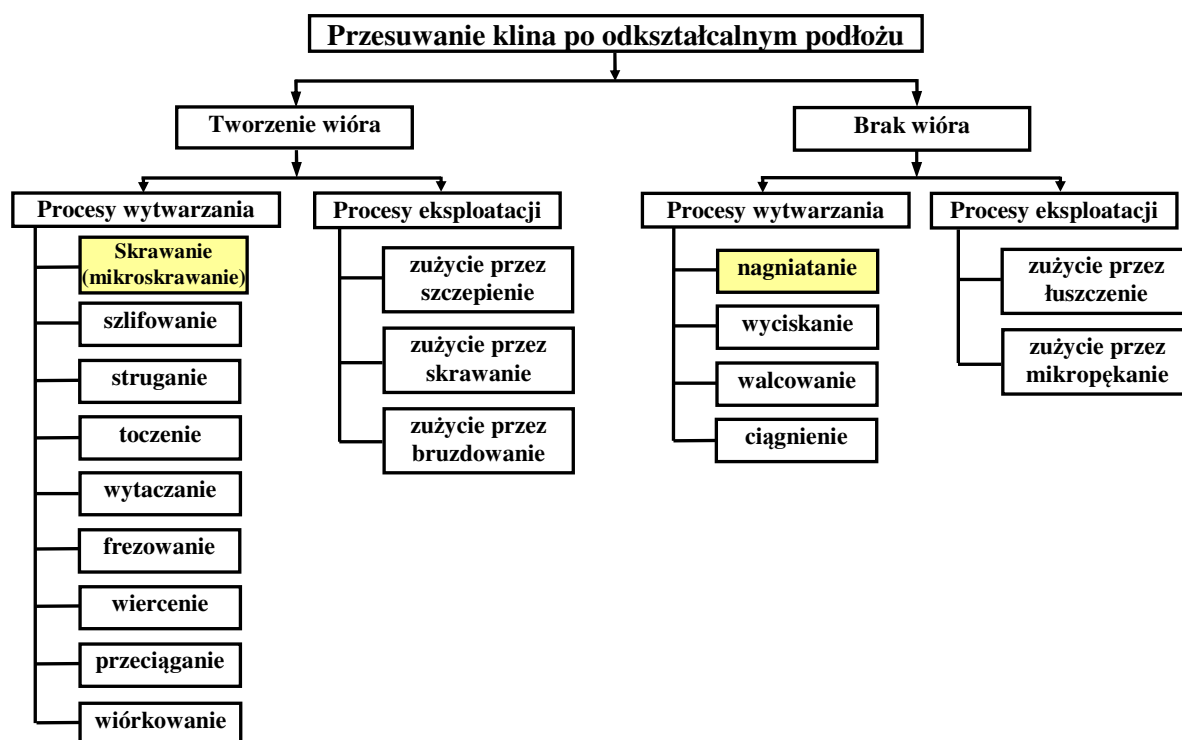 Przesuwanie klina po odkształcalnym podłożu
Tworzenie wióra
Brak wióra
Procesy wytwarzania
Procesy eksploatacji
Procesy wytwarzania
Procesy eksploatacji
Skrawanie
(mikroskrawanie)
szlifowanie
struganie
toczenie
wytaczanie
frezowanie
wiercenie
przeciąganie
wiórkowanie
zużycie przez
szczepienie
zużycie przez
skrawanie
zużycie przez
bruzdowanie
nagniatanie
wyciskanie
walcowanie
ciągnienie
zużycie przez
łuszczenie
zużycie przez
mikropękanie